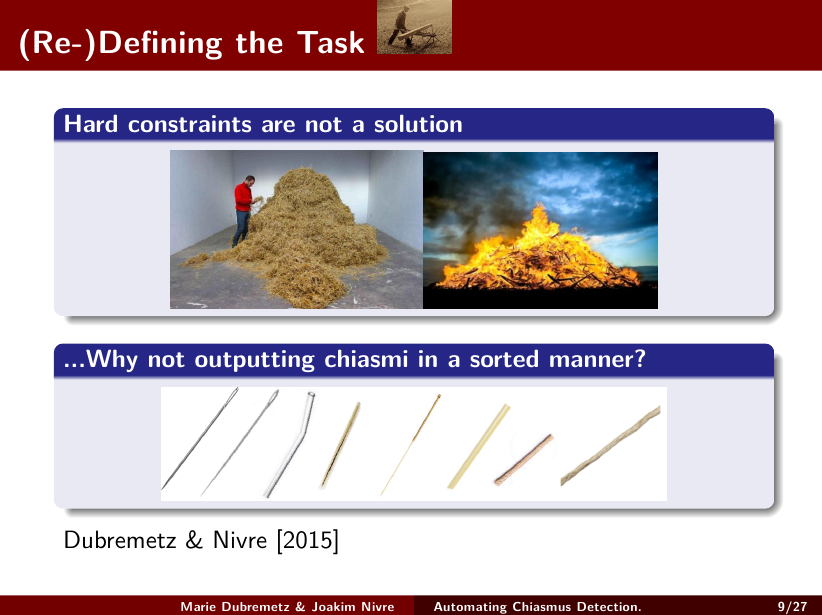 (Re-)Defining the Task
Hard constraints are not a solution
...Why not outputting chiasmi in a sorted manner?
Dubremetz & Nivre [2015]
Marie Dubremetz & Joakim Nivre Automating Chiasmus Detection. 9/27